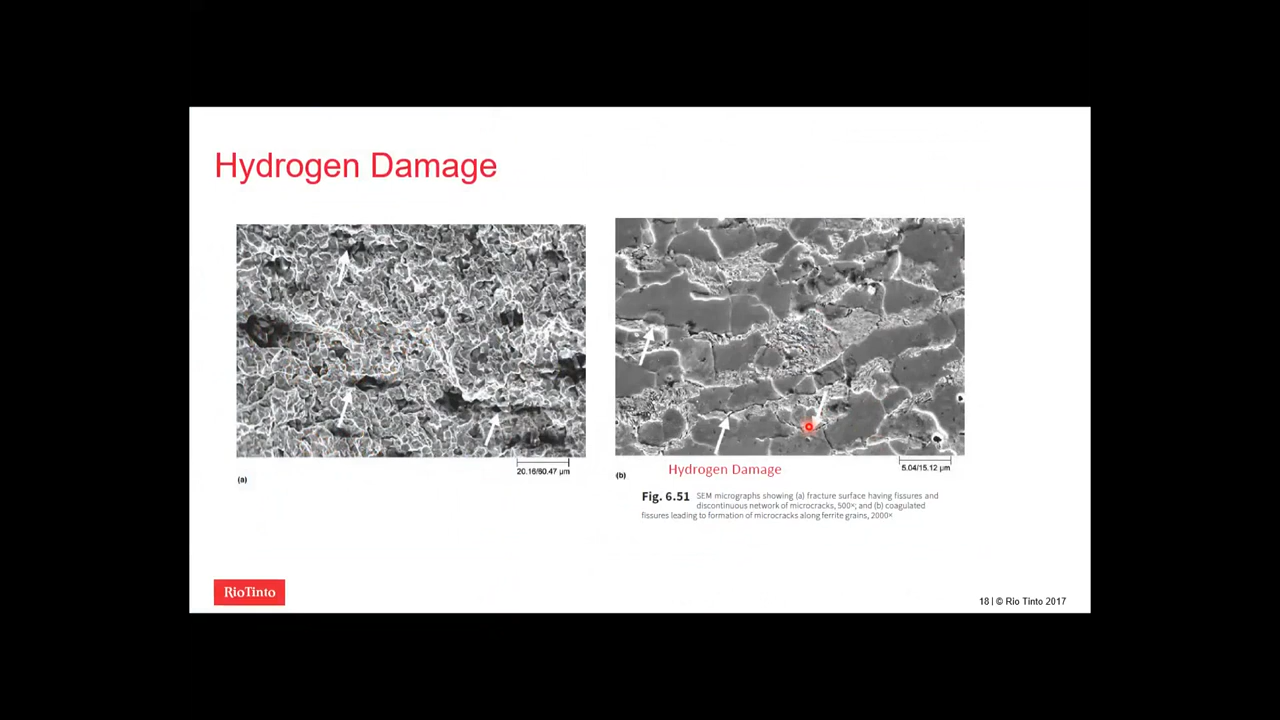 Hydrogen Damage
20.16/60.47 µm
(a)
5.04/15.12 µm
(b)
Hydrogen Damage
Fig. 6.51 SEM micrographs showing (a) fracture surface having fissures and
discontinuous network of microcracks, 500×; and (b) coagulated
fissures leading to formation of microcracks along ferrite grains, 2000×
RioTinto
18 | © Rio Tinto 2017